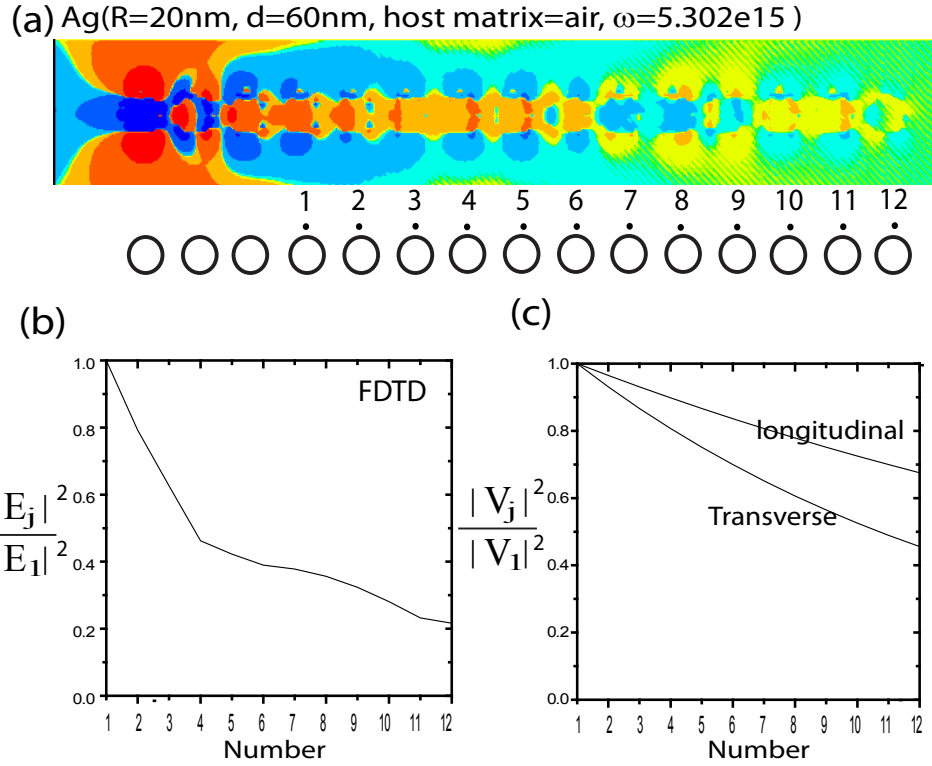 (a) Ag(R=20nm, d=60nm, host matrix=air, ω=5.302e15 )
1 2 3 4 5 6 7 8 9 10 11 12
(b)
(c)
1.0
0.8
0.6
0.4
0.2
0.0
FDTD
E_j|²
E_1|²
1 2 3 4 5 6 7 8 9 10 11 12
Number
1.0
0.8
0.6
0.4
0.2
0.0
longitudinal
Transverse
|V_j|²
|V_1|²
1 2 3 4 5 6 7 8 9 10 11 12
Number